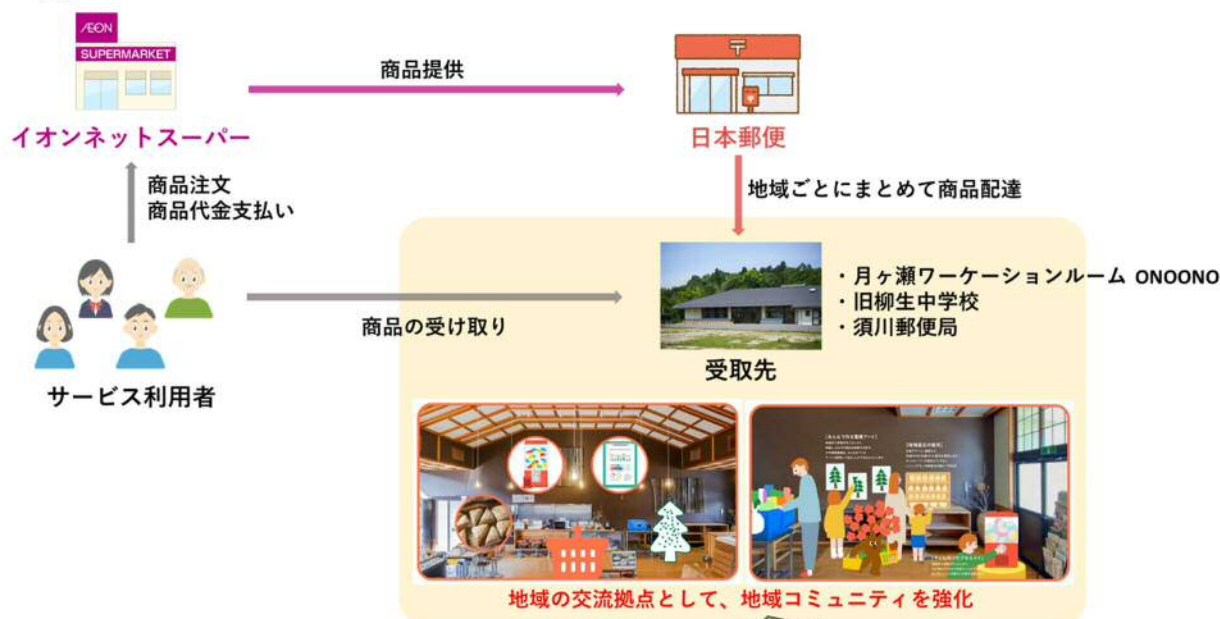 ÆON
SUPERMARKET
イオンネットスーパー
商品提供
日本郵便
商品注文
商品代金支払い
地域ごとにまとめて商品配達
サービス利用者
商品の受け取り
・月ヶ瀬ワーケーションルーム ONOONO
・旧柳生中学校
・須川郵便局
受取先
地域の交流拠点として、地域コミュニティを強化